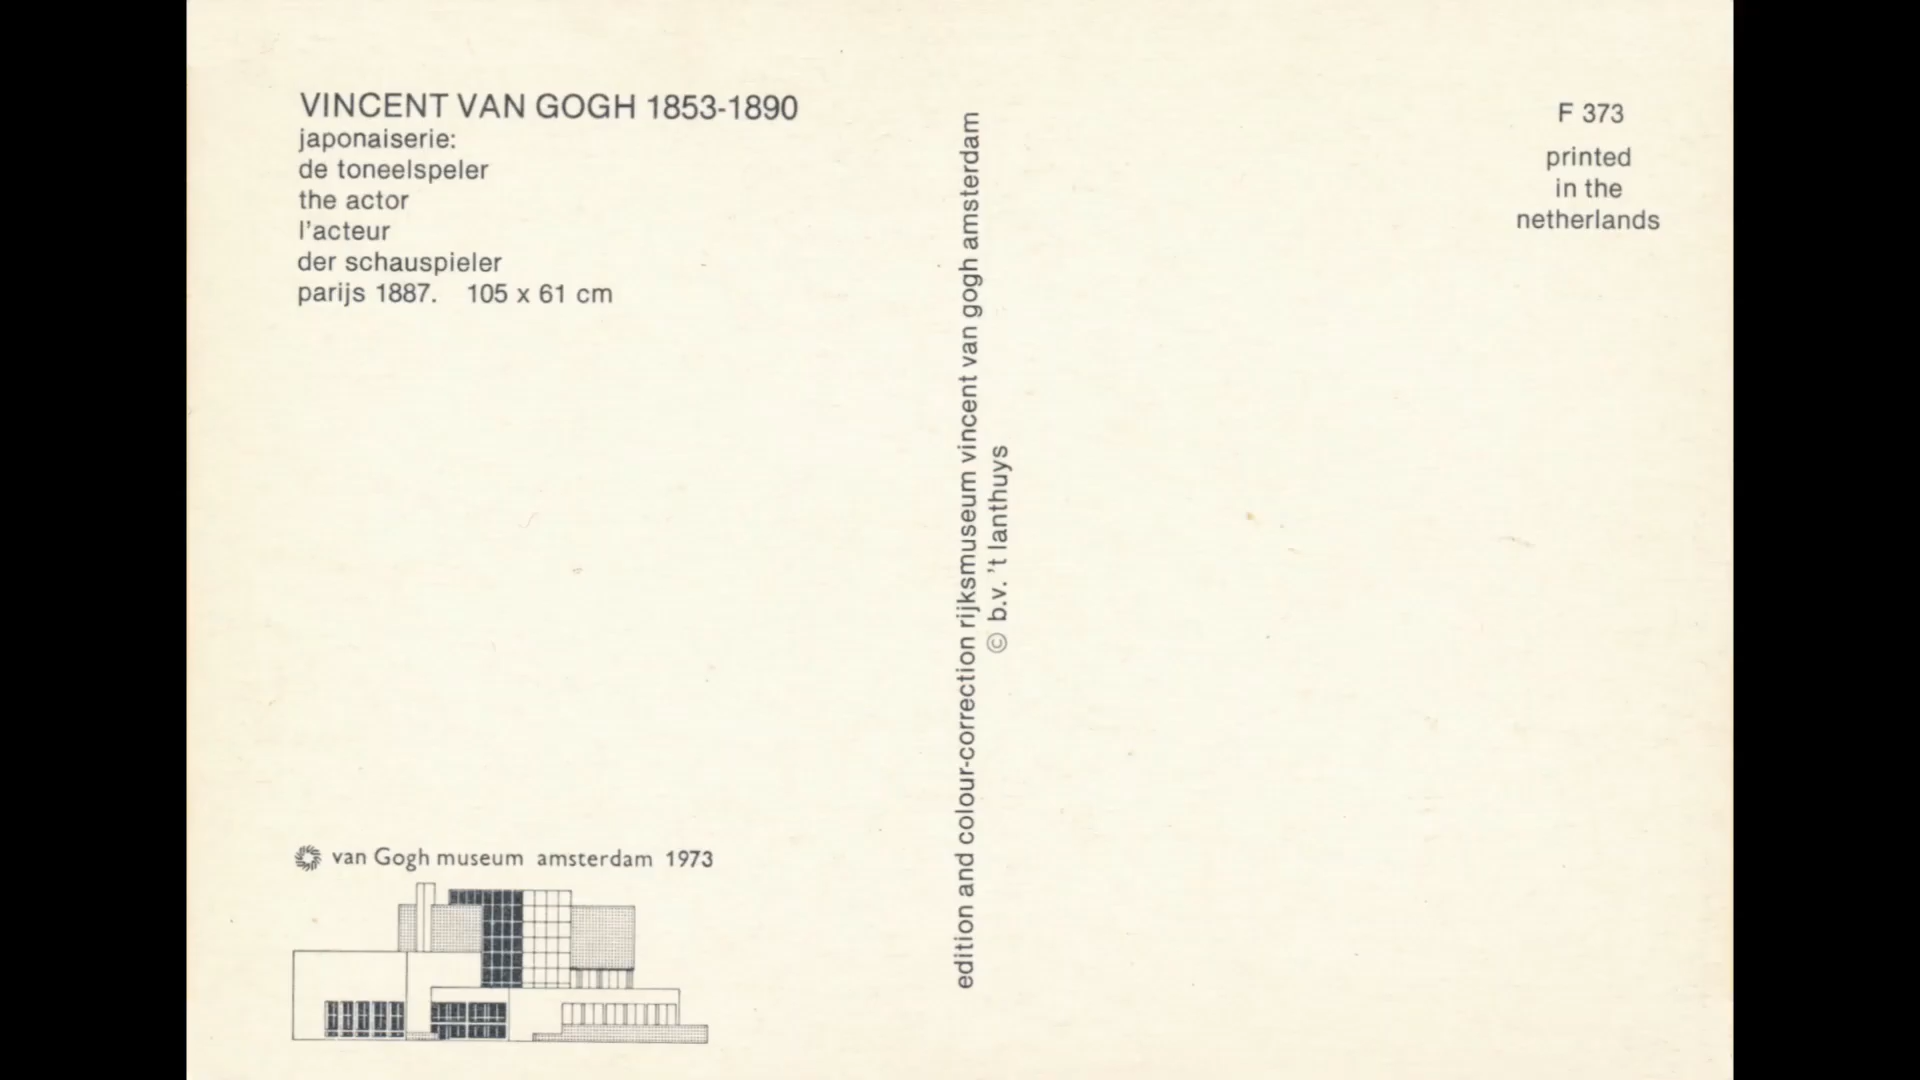 VINCENT VAN GOGH 1853-1890
japonaiserie:
de toneelspeler
the actor
l'acteur
der schauspieler
parijs 1887. 105 x 61 cm
van Gogh museum amsterdam 1973
edition and colour-correction rijksmuseum vincent van gogh amsterdam
© b.v. 't lanthuys
F 373
printed
in the
netherlands